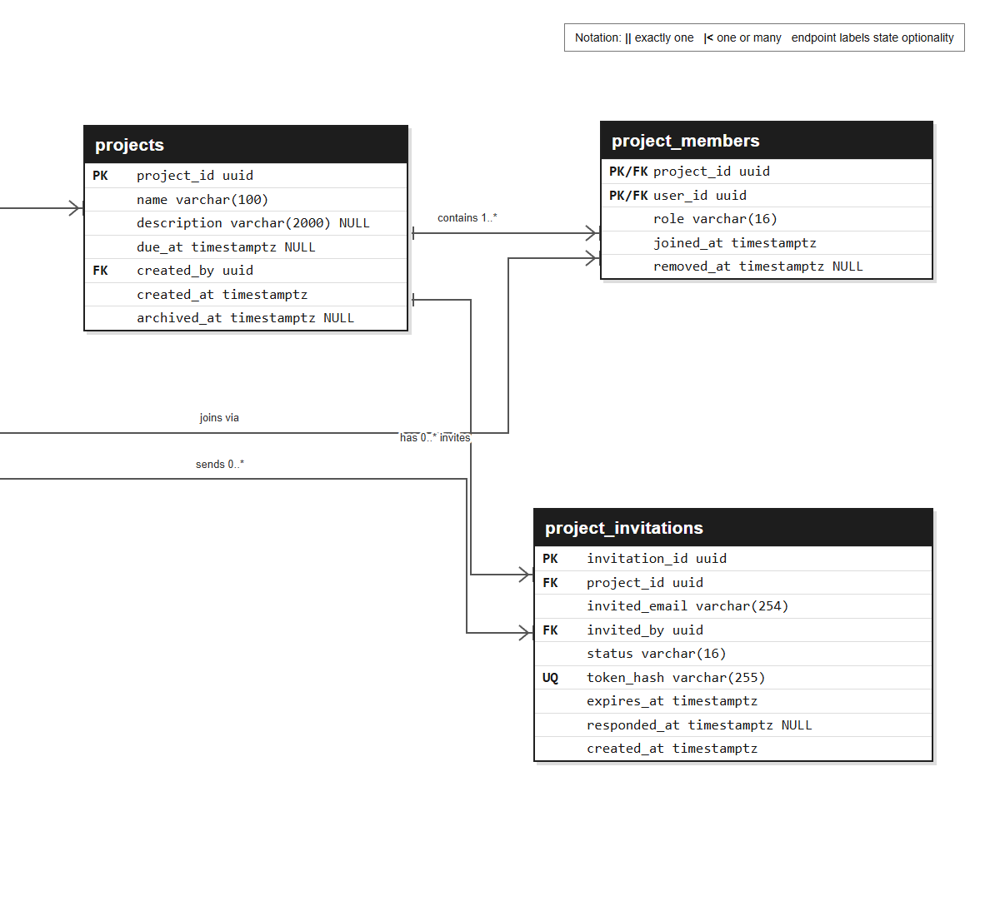 Notation: || exactly one |< one or many endpoint labels state optionality
projects
PK project_id uuid
name varchar(100)
description varchar(2000) NULL
due_at timestamptz NULL
FK created_by uuid
created_at timestamptz
archived_at timestamptz NULL
contains 1..*
project_members
PK/FK project_id uuid
PK/FK user_id uuid
role varchar(16)
joined_at timestamptz
removed_at timestamptz NULL
joins via
has 0..* invites
sends 0..*
project_invitations
PK invitation_id uuid
FK project_id uuid
invited_email varchar(254)
FK invited_by uuid
status varchar(16)
UQ token_hash varchar(255)
expires_at timestamptz
responded_at timestamptz NULL
created_at timestamptz